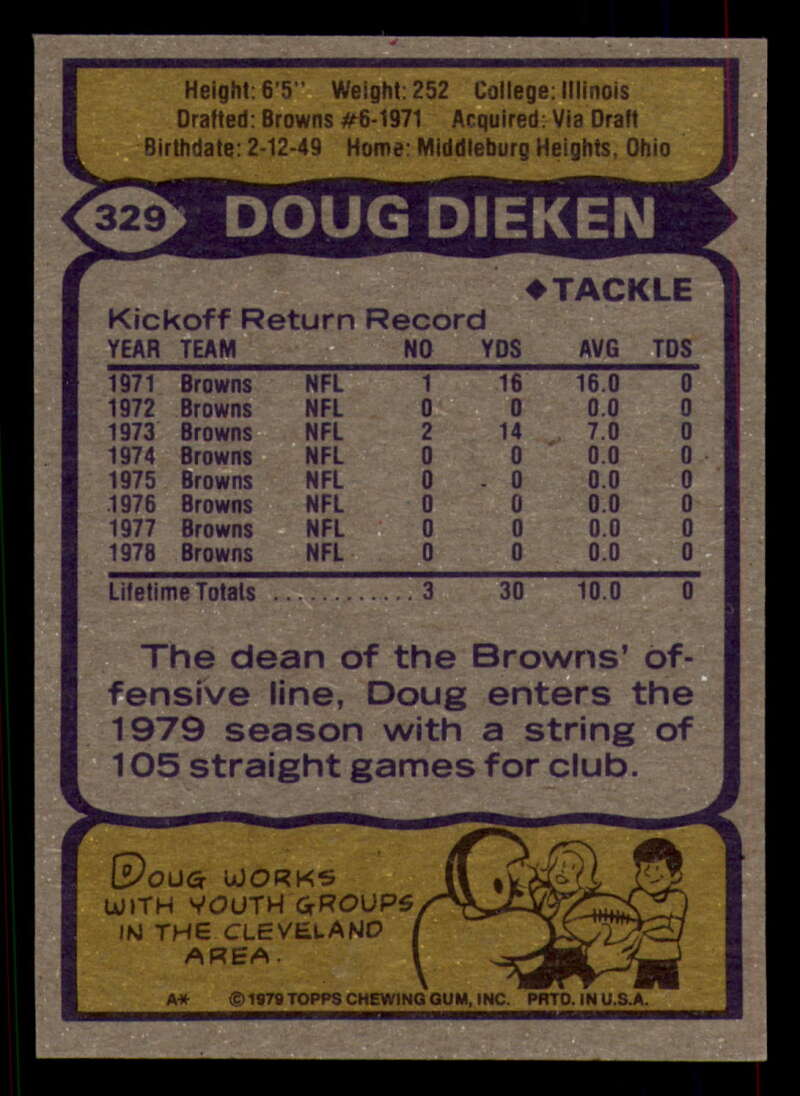 Height: 6'5" Weight: 252 College: Illinois
Drafted: Browns #6-1971 Acquired: Via Draft
Birthdate: 2-12-49 Home: Middleburg Heights, Ohio
329 DOUG DIEKEN
◆TACKLE
Kickoff Return Record
YEAR TEAM NO YDS AVG TDS
1971 Browns NFL 1 16 16.0 0
1972 Browns NFL 0 0 0.0 0
1973 Browns NFL 2 14 7.0 0
1974 Browns NFL 0 0 0.0 0
1975 Browns NFL 0 0 0.0 0
1976 Browns NFL 0 0 0.0 0
1977 Browns NFL 0 0 0.0 0
1978 Browns NFL 0 0 0.0 0
Lifetime Totals ............. 3 30 10.0 0
The dean of the Browns' of-
fensive line, Doug enters the
1979 season with a string of
105 straight games for club.
DOUG WORKS
WITH YOUTH GROUPS
IN THE CLEVELAND
AREA.
A* ©1979 TOPPS CHEWING GUM, INC. PRTD. IN U.S.A.